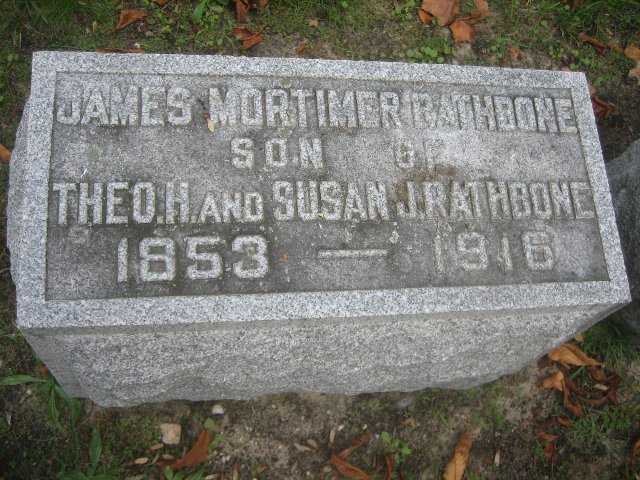 JAMES MORTIMER RATHBONE
SON OF
THEO.H. AND SUSAN J. RATHBONE
1853 — 1916